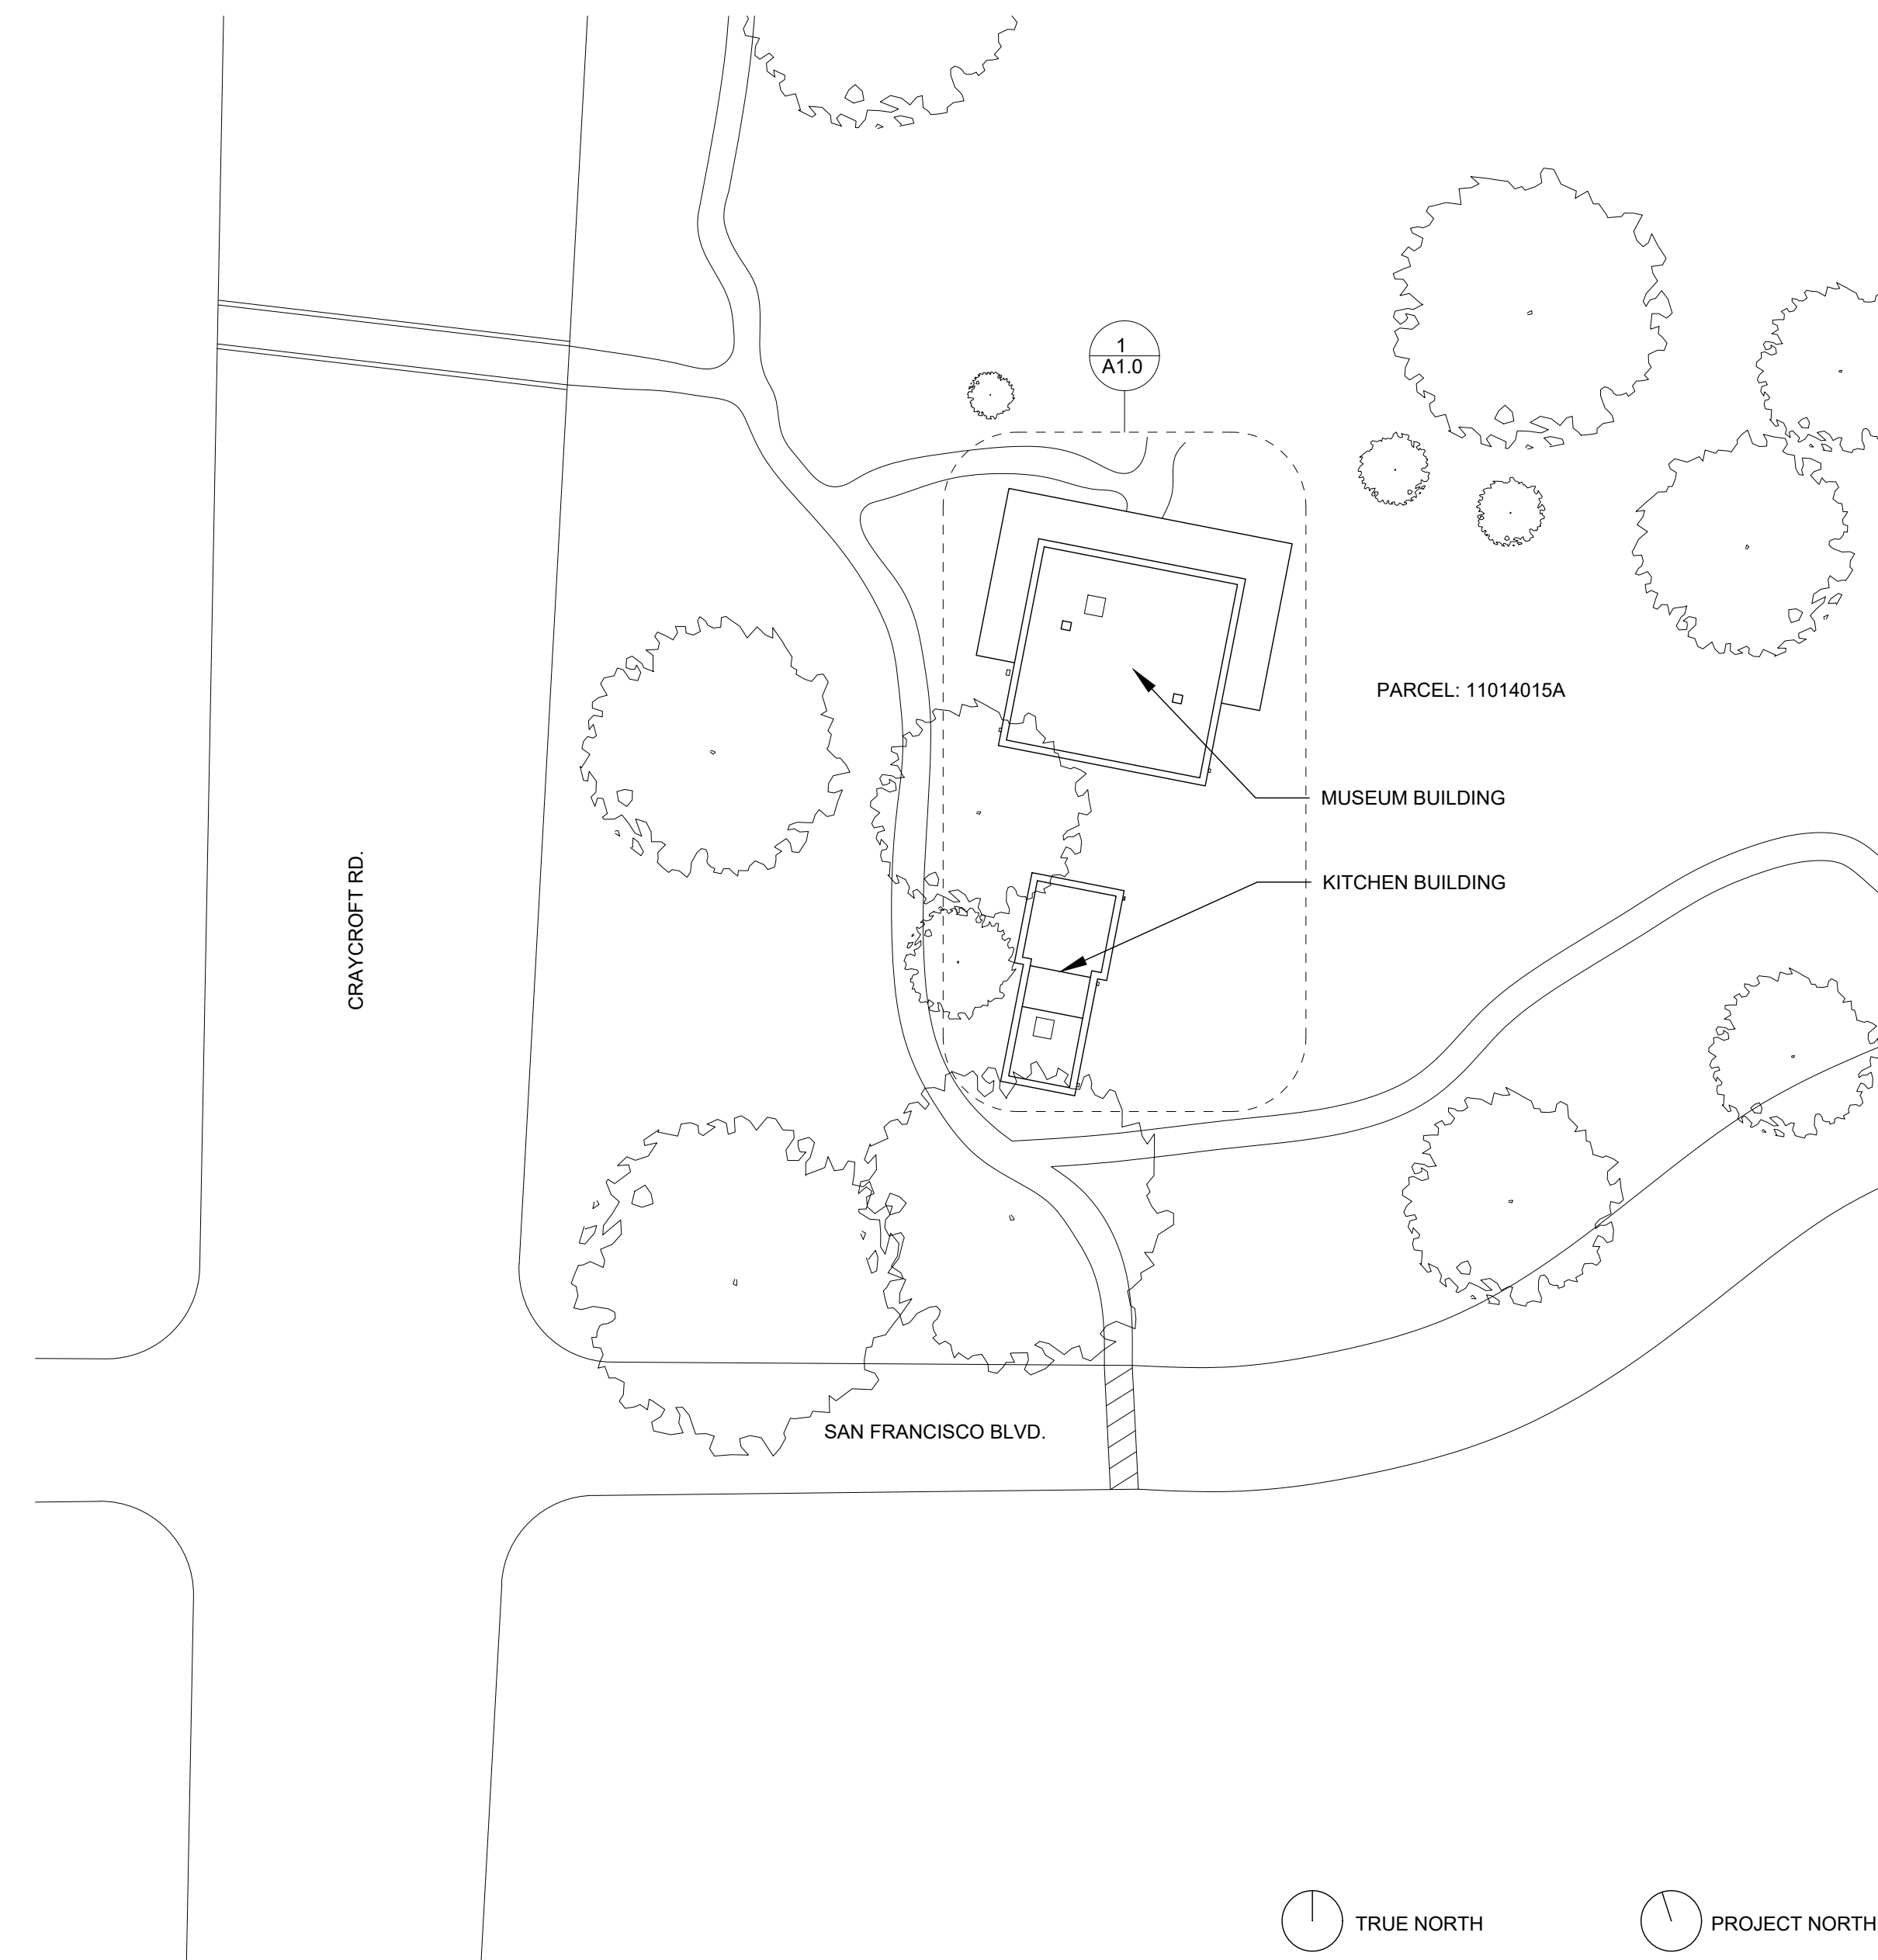 1
A1.0
PARCEL: 11014015A
MUSEUM BUILDING
KITCHEN BUILDING
CRAYCROFT RD.
SAN FRANCISCO BLVD.
TRUE NORTH
PROJECT NORTH